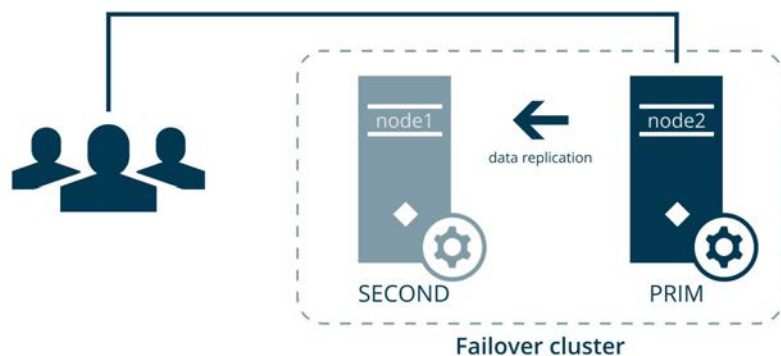 node1
node2
data replication
SECOND
PRIM
Failover cluster